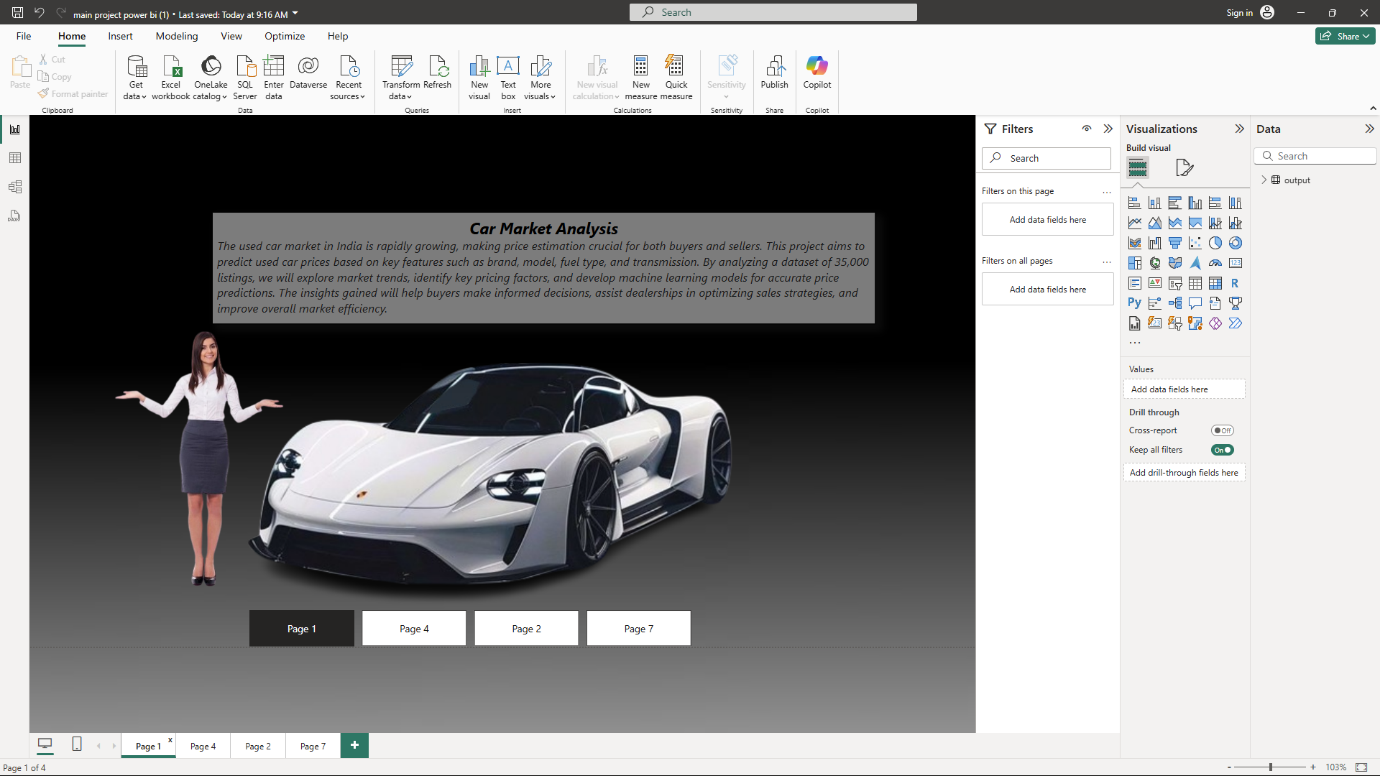 main project power bi (1) • Last saved: Today at 9:16 AM
Search
Sign in
File Home Insert Modeling View Optimize Help
Share
Paste
Cut
Copy
Format painter
Clipboard
Get data
Excel workbook
OneLake catalog
SQL Server
Enter data
Dataverse
Recent sources
Data
Transform data
Refresh
Queries
New visual
Text box
More visuals
Insert
New visual calculation
New measure
Quick measure
Calculations
Sensitivity
Sensitivity
Publish
Share
Copilot
Copilot
Car Market Analysis
The used car market in India is rapidly growing, making price estimation crucial for both buyers and sellers. This project aims to
predict used car prices based on key features such as brand, model, fuel type, and transmission. By analyzing a dataset of 35,000
listings, we will explore market trends, identify key pricing factors, and develop machine learning models for accurate price
predictions. The insights gained will help buyers make informed decisions, assist dealerships in optimizing sales strategies, and
improve overall market efficiency.
Page 1
Page 4
Page 2
Page 7
Filters
Search
Filters on this page
Add data fields here
Filters on all pages
Add data fields here
Visualizations
Build visual
123
R
Py
Values
Add data fields here
Drill through
Cross-report
Off
Keep all filters
On
Add drill-through fields here
Data
Search
output
Page 1
Page 4
Page 2
Page 7
Page 1 of 4
103%